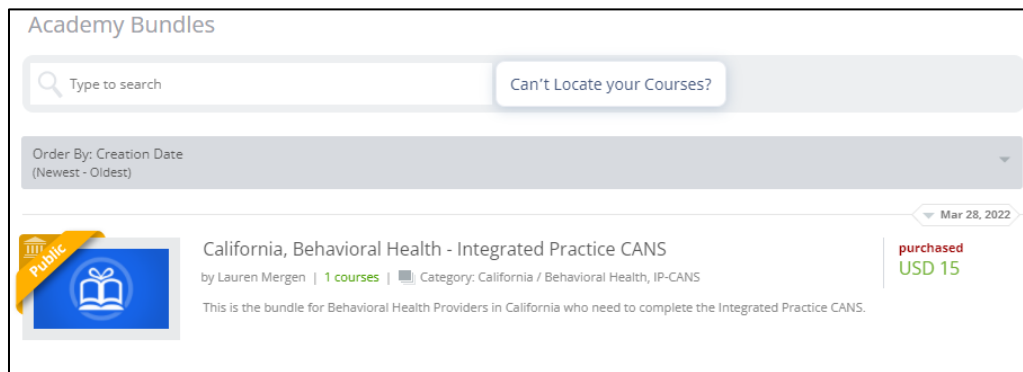 Academy Bundles
Type to search
Can't Locate your Courses?
Order By: Creation Date
(Newest - Oldest)
Mar 28, 2022
Public
California, Behavioral Health - Integrated Practice CANS
purchased
by Lauren Mergen | 1 courses | Category: California / Behavioral Health, IP-CANS
USD 15
This is the bundle for Behavioral Health Providers in California who need to complete the Integrated Practice CANS.